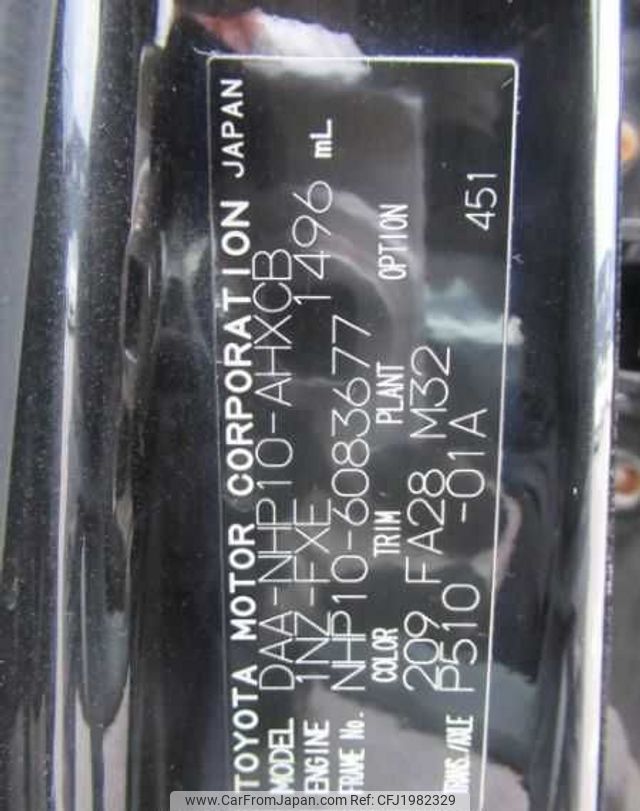 TOYOTA MOTOR CORPORATION JAPAN
MODEL DAA-NHP10-AHXCB
ENGINE 1NZ-FXE 1496 mL
FRAME No. NHP10-6083677
COLOR TRIM PLANT OPTION
209 FA28 M32
TRANS/AXLE P510 -01A 451
www.CarFromJapan.com Ref:CFJ1982329